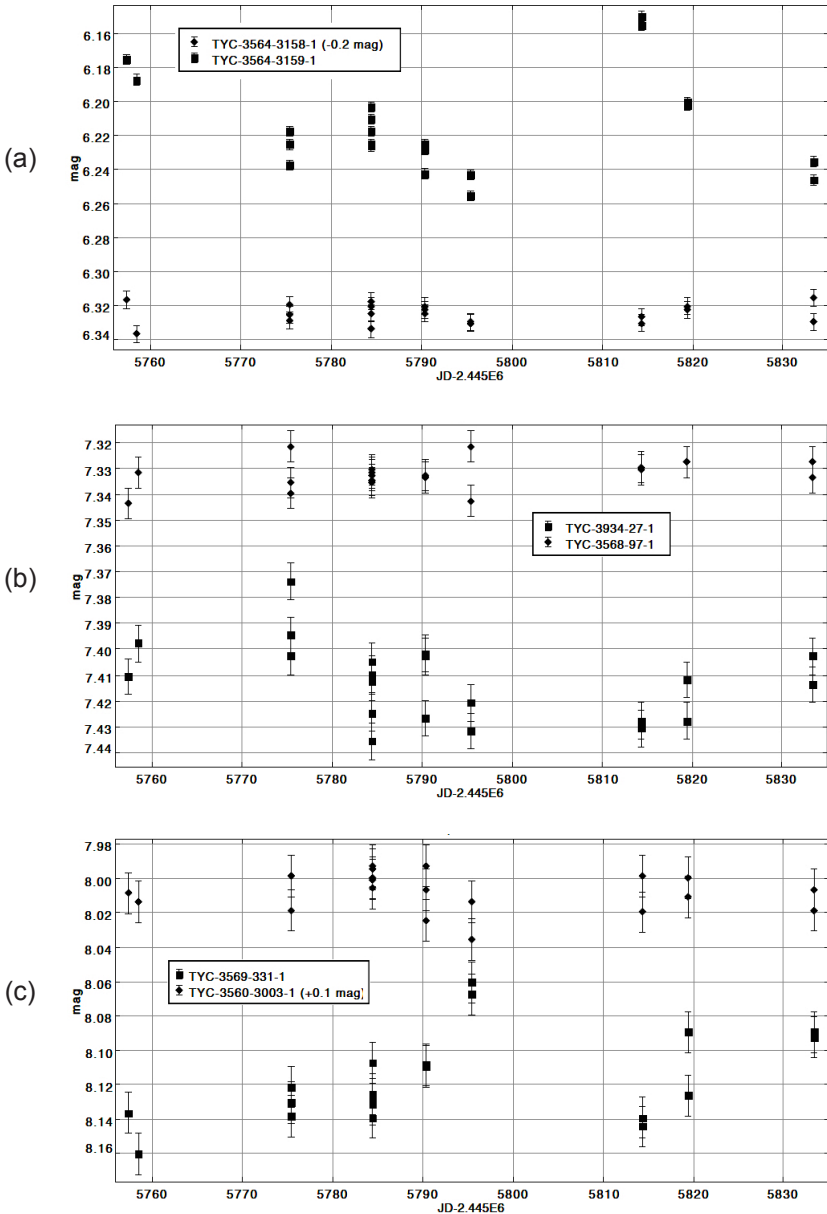 6.16
6.18
6.20
6.22
6.24
6.26
6.28
6.30
6.32
6.34
mag
(a)
TYC-3564-3158-1 (-0.2 mag)
TYC-3564-3159-1
5760 5770 5780 5790 5800 5810 5820 5830
JD-2.445E6
7.32
7.33
7.34
7.35
7.36
7.37
7.38
7.39
7.40
7.41
7.42
7.43
7.44
mag
(b)
TYC-3934-27-1
TYC-3568-97-1
5760 5770 5780 5790 5800 5810 5820 5830
JD-2.445E6
7.98
8.00
8.02
8.04
8.06
8.08
8.10
8.12
8.14
8.16
mag
(c)
TYC-3569-331-1
TYC-3560-3003-1 (+0.1 mag)
5760 5770 5780 5790 5800 5810 5820 5830
JD-2.445E6